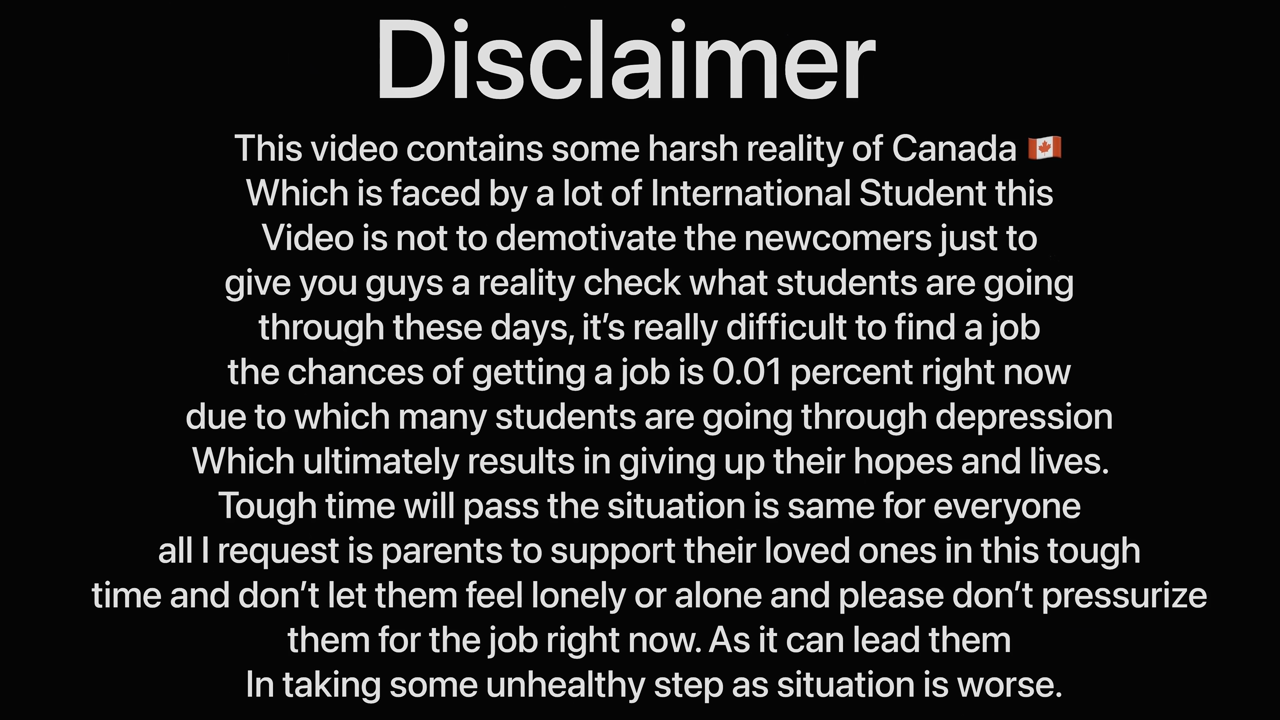 Disclaimer
This video contains some harsh reality of Canada 🇨🇦
Which is faced by a lot of International Student this
Video is not to demotivate the newcomers just to
give you guys a reality check what students are going
through these days, it’s really difficult to find a job
the chances of getting a job is 0.01 percent right now
due to which many students are going through depression
Which ultimately results in giving up their hopes and lives.
Tough time will pass the situation is same for everyone
all I request is parents to support their loved ones in this tough
time and don’t let them feel lonely or alone and please don’t pressurize
them for the job right now. As it can lead them
In taking some unhealthy step as situation is worse.